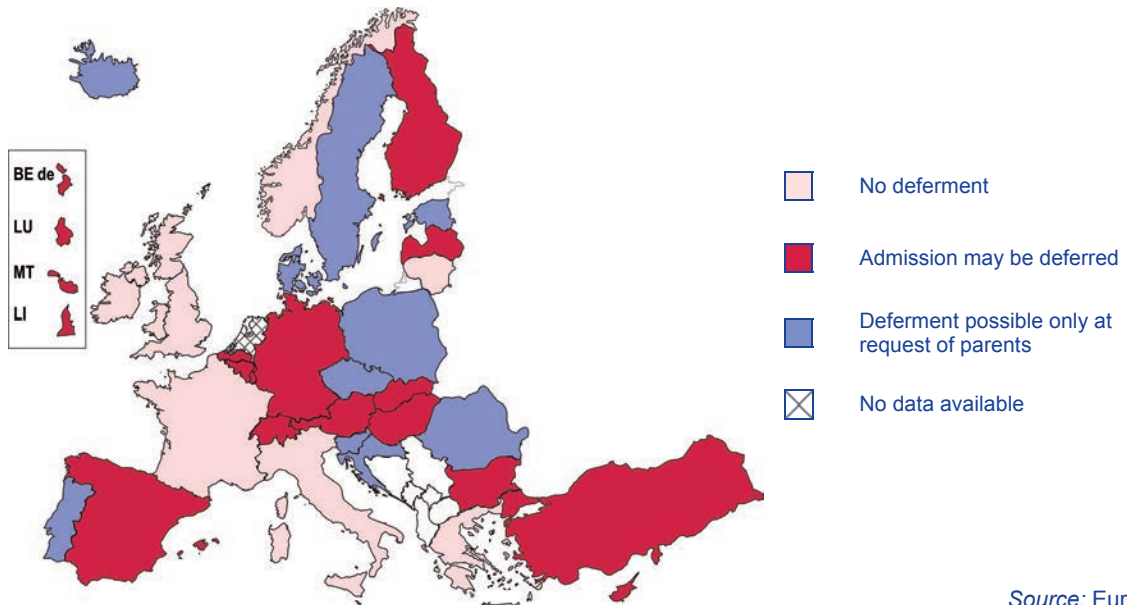 BE de
LU
MT
LI
No deferment
Admission may be deferred
Deferment possible only at
request of parents
No data available
Source: Eur